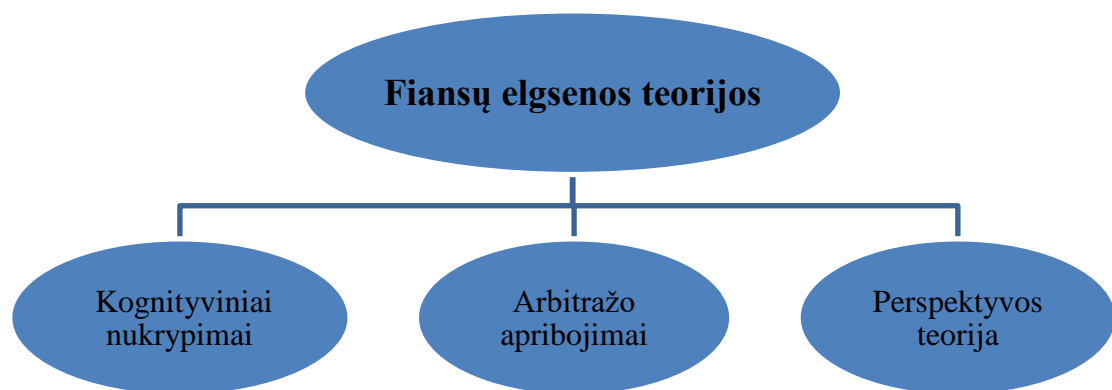 Fiansų elgsenos teorijos
Kognityviniai
nukrypimai
Arbitražo
apribojimai
Perspektyvos
teorija